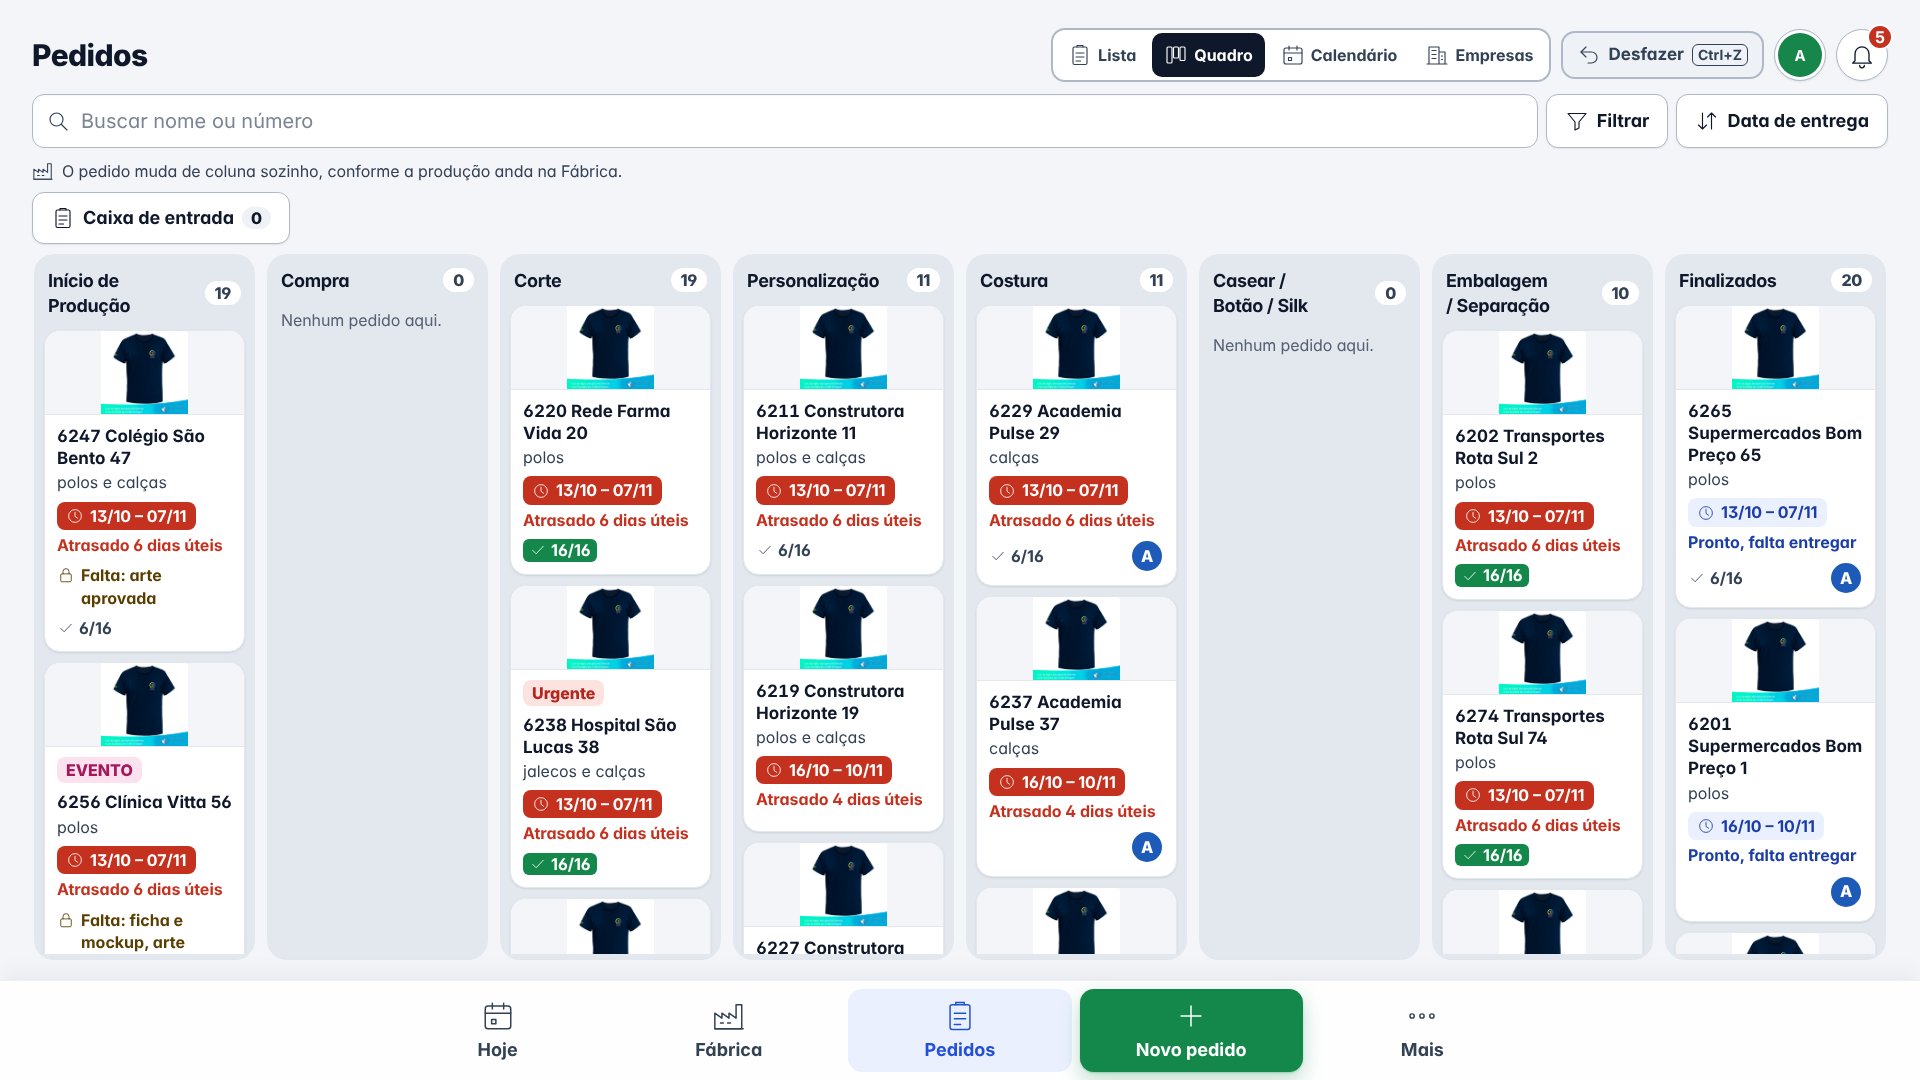 Pedidos
Lista
Quadro
Calendário
Empresas
Desfazer Ctrl+Z
A
5
Buscar nome ou número
Filtrar
Data de entrega
O pedido muda de coluna sozinho, conforme a produção anda na Fábrica.
Caixa de entrada 0
Início de
Produção
19
6247 Colégio São
Bento 47
polos e calças
13/10 – 07/11
Atrasado 6 dias úteis
Falta: arte
aprovada
6/16
EVENTO
6256 Clínica Vitta 56
polos
13/10 – 07/11
Atrasado 6 dias úteis
Falta: ficha e
mockup, arte
Compra 0
Nenhum pedido aqui.
Corte 19
6220 Rede Farma
Vida 20
polos
13/10 – 07/11
Atrasado 6 dias úteis
16/16
Urgente
6238 Hospital São
Lucas 38
jalecos e calças
13/10 – 07/11
Atrasado 6 dias úteis
16/16
Personalização 11
6211 Construtora
Horizonte 11
polos e calças
13/10 – 07/11
Atrasado 6 dias úteis
6/16
6219 Construtora
Horizonte 19
polos e calças
16/10 – 10/11
Atrasado 4 dias úteis
6227 Construtora
Costura 11
6229 Academia
Pulse 29
calças
13/10 – 07/11
Atrasado 6 dias úteis
6/16
A
6237 Academia
Pulse 37
calças
16/10 – 10/11
Atrasado 4 dias úteis
A
Casear /
Botão / Silk
0
Nenhum pedido aqui.
Embalagem
/ Separação
10
6202 Transportes
Rota Sul 2
polos
13/10 – 07/11
Atrasado 6 dias úteis
16/16
6274 Transportes
Rota Sul 74
polos
13/10 – 07/11
Atrasado 6 dias úteis
16/16
Finalizados 20
6265
Supermercados Bom
Preço 65
polos
13/10 – 07/11
Pronto, falta entregar
6/16
A
6201
Supermercados Bom
Preço 1
polos
16/10 – 10/11
Pronto, falta entregar
A
Hoje
Fábrica
Pedidos
Novo pedido
Mais